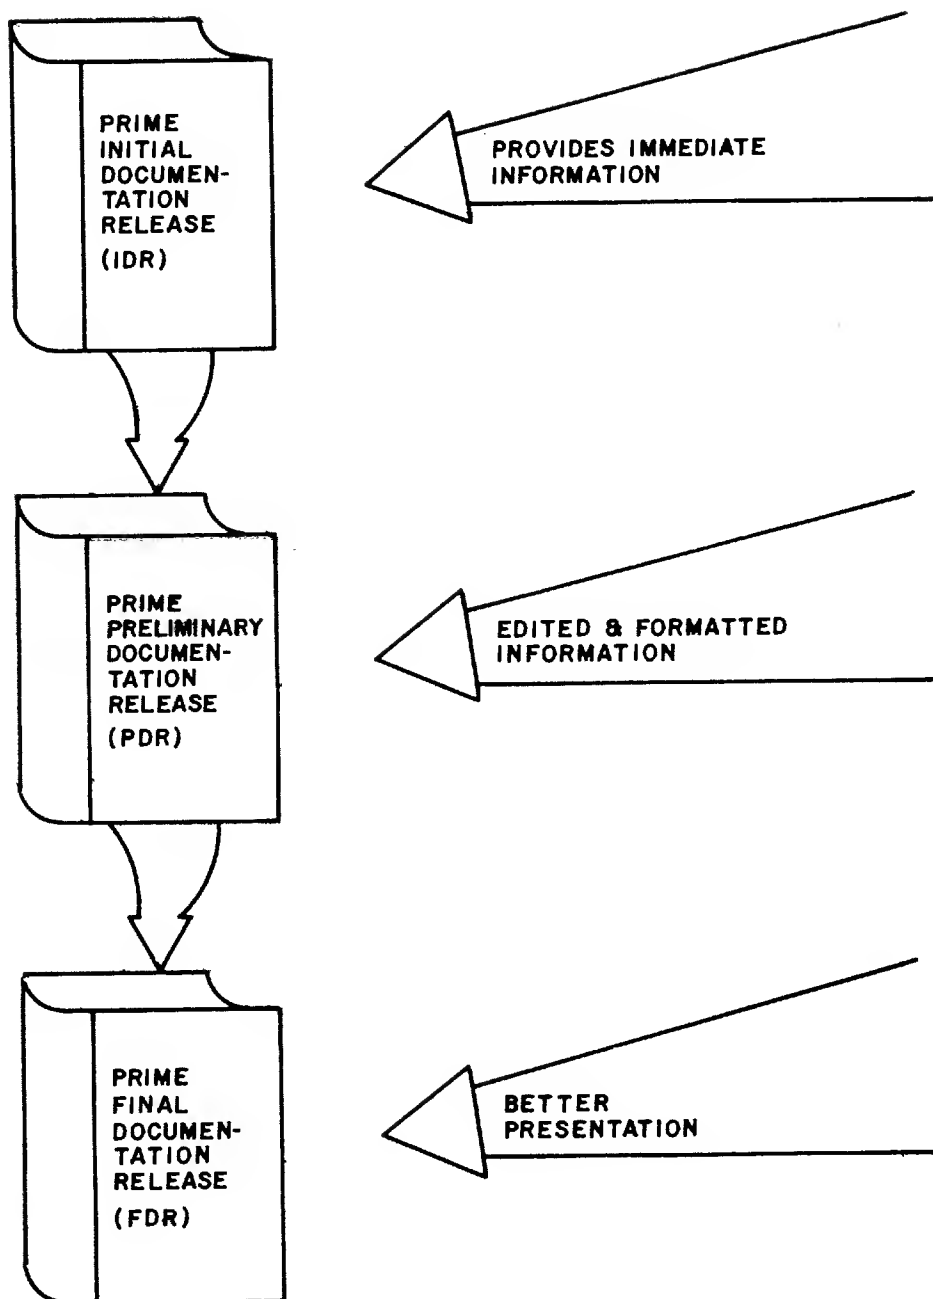 PRIME
INITIAL
DOCUMEN-
TATION
RELEASE
(IDR)
PROVIDES IMMEDIATE
INFORMATION
PRIME
PRELIMINARY
DOCUMEN-
TATION
RELEASE
(PDR)
EDITED & FORMATTED
INFORMATION
PRIME
FINAL
DOCUMEN-
TATION
RELEASE
(FDR)
BETTER
PRESENTATION